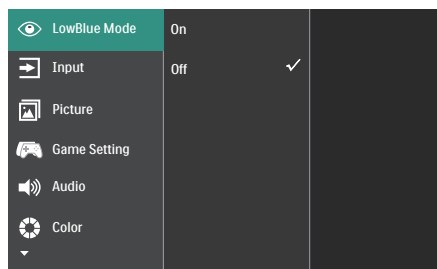 LowBlue Mode
On
Input
Off
Picture
Game Setting
Audio
Color